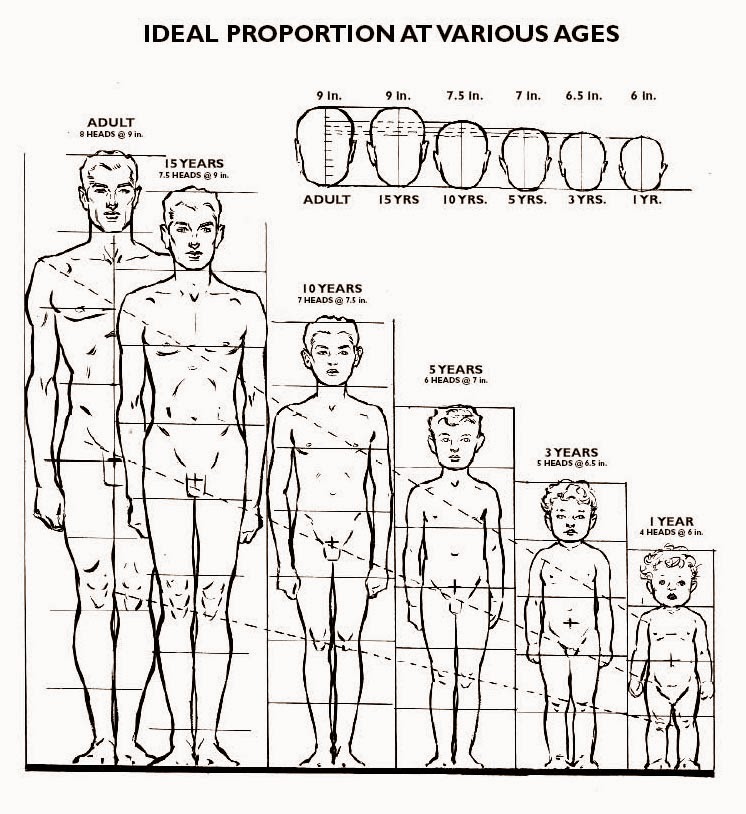 IDEAL PROPORTION AT VARIOUS AGES
9 in. 9 in. 7.5 in. 7 in. 6.5 in. 6 in.
ADULT 15 YRS 10 YRS. 5 YRS. 3 YRS. 1 YR.
ADULT
8 HEADS @ 9 in.
15 YEARS
7.5 HEADS @ 9 in.
10 YEARS
7 HEADS @ 7.5 in.
5 YEARS
6 HEADS @ 7 in.
3 YEARS
5 HEADS @ 6.5 in.
1 YEAR
4 HEADS @ 6 in.